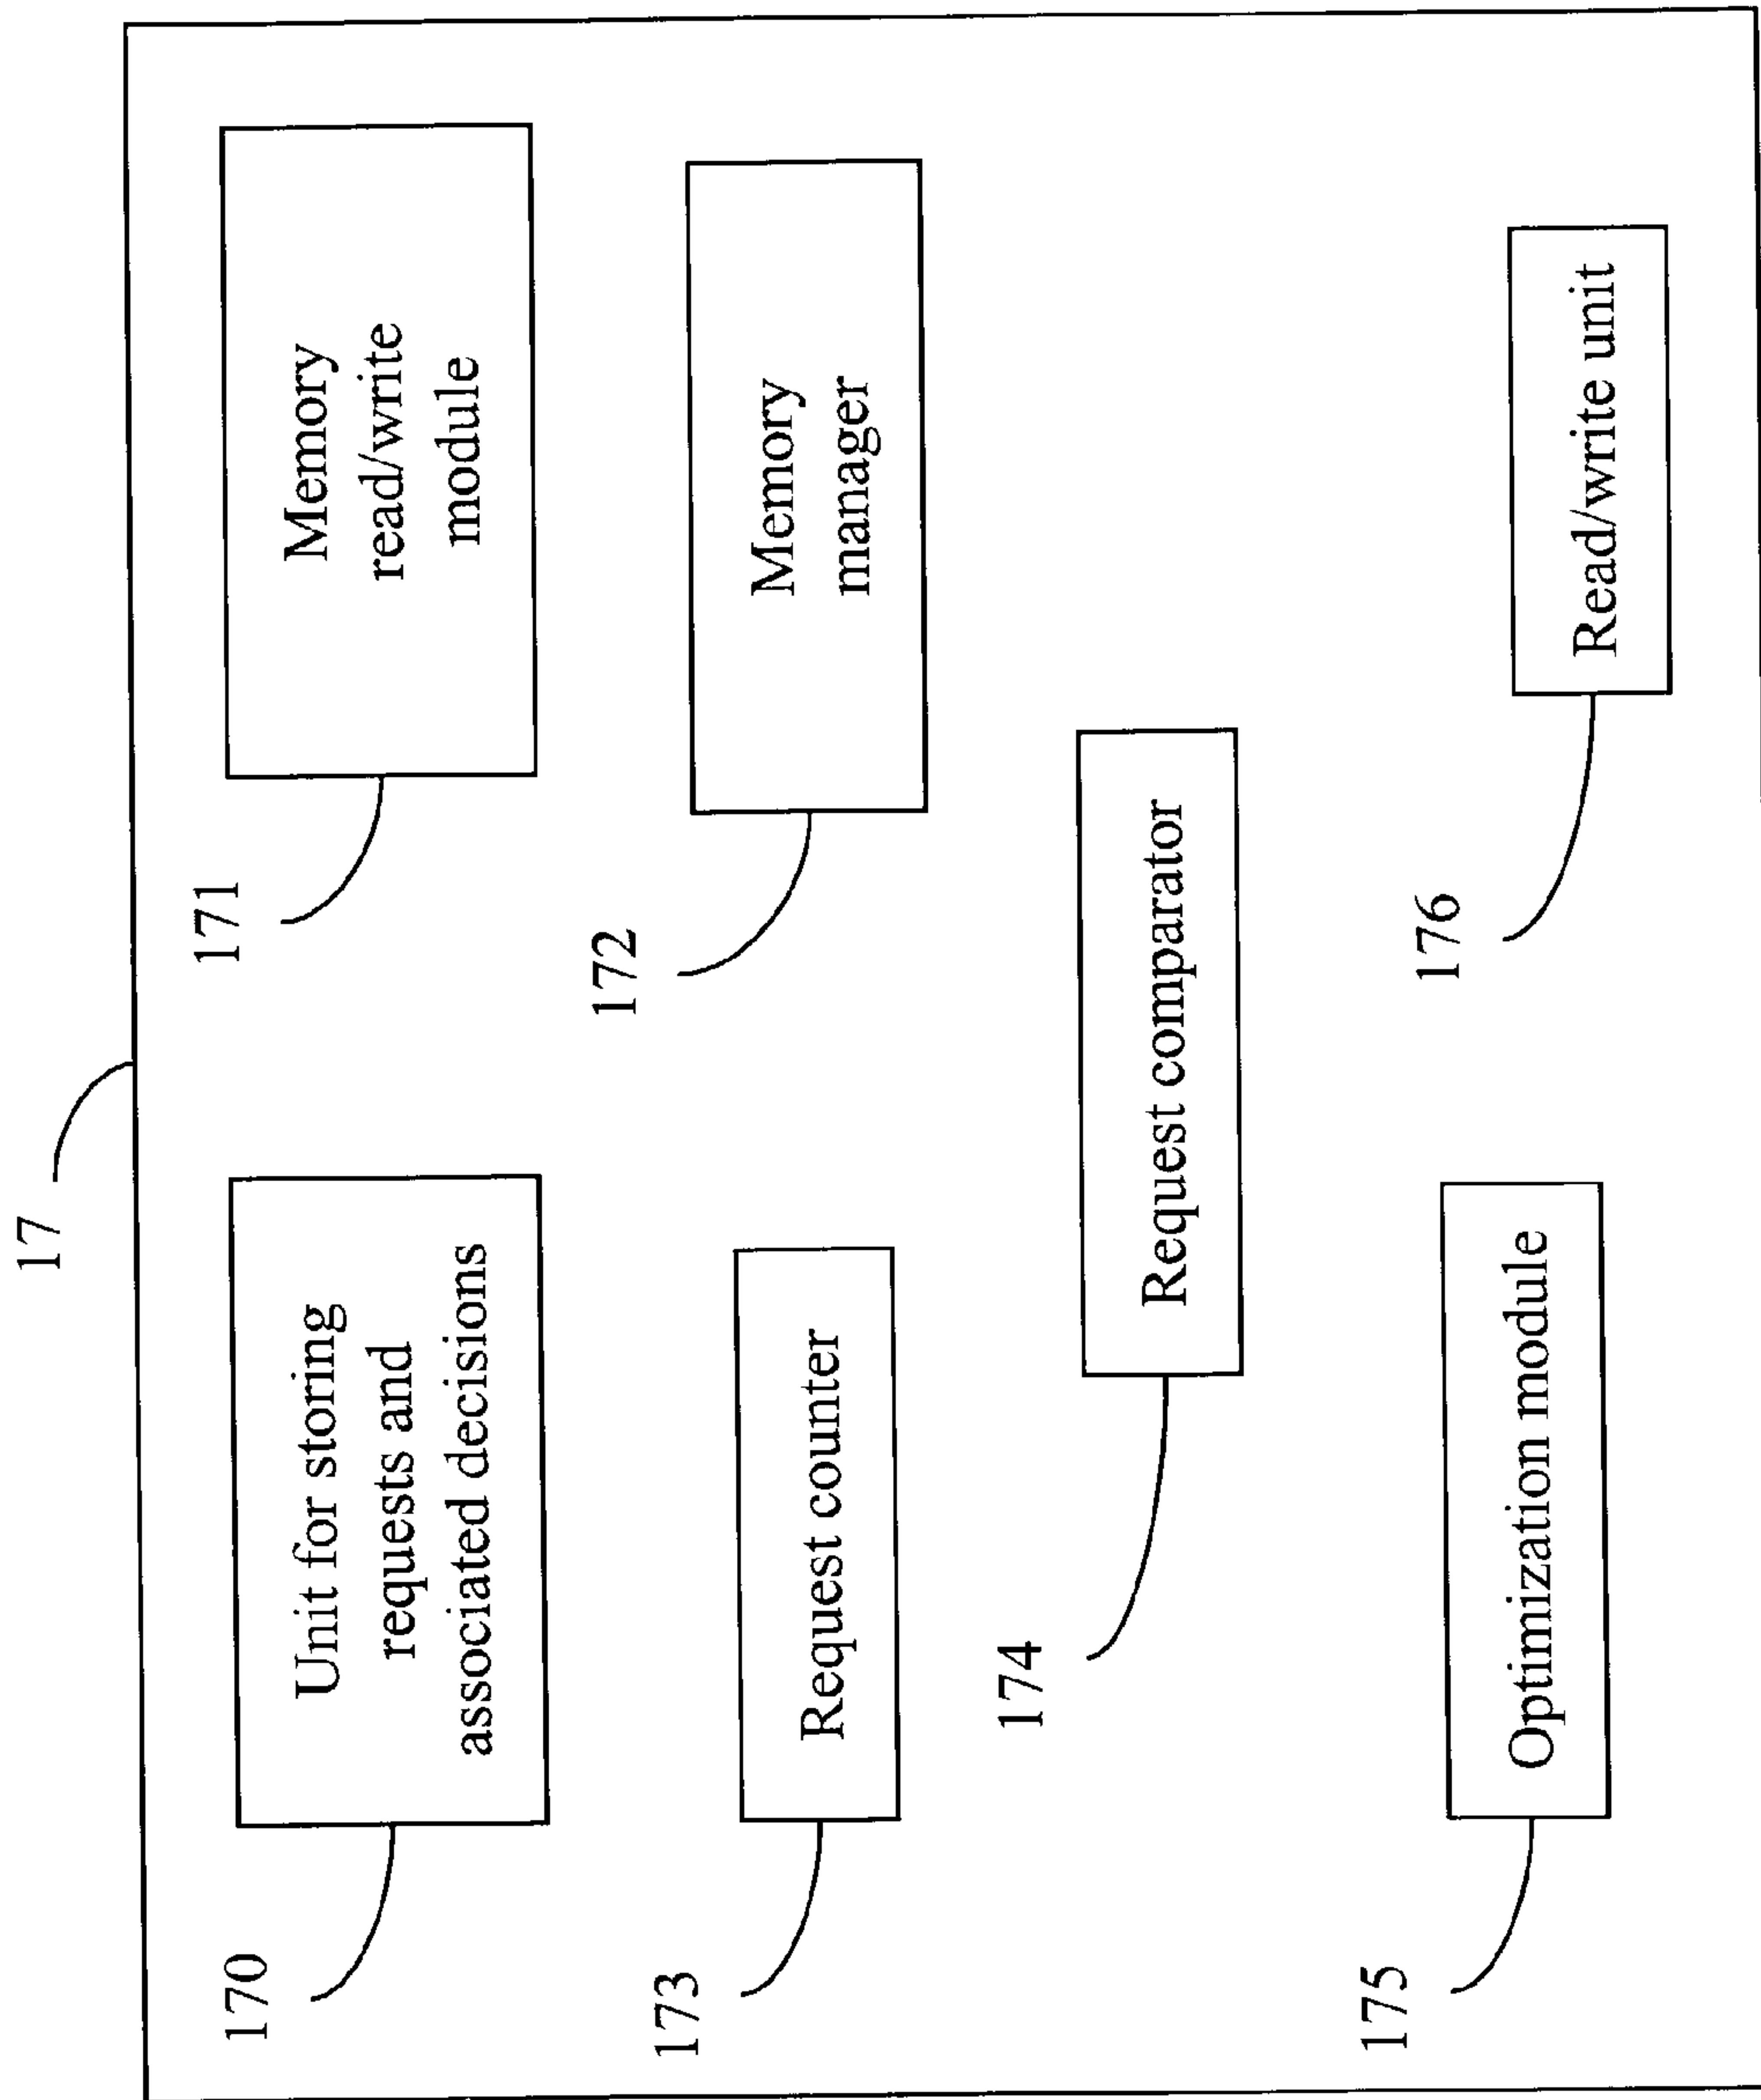 17
170
Unit for storing
requests and
associated decisions
171
Memory
read/write
module
173
Request counter
172
Memory
manager
174
Request comparator
175
Optimization module
176
Read/write unit